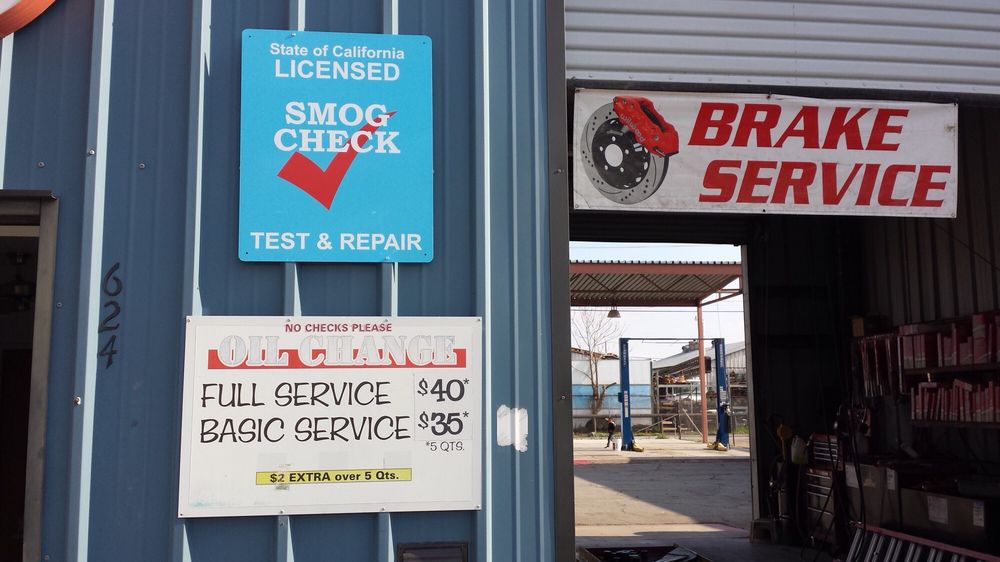 State of California
LICENSED
SMOG
CHECK
TEST & REPAIR
BRAKE
SERVICE
624
NO CHECKS PLEASE
OIL CHANGE
FULL SERVICE $40*
BASIC SERVICE $35*
*5 QTS.
$2 EXTRA over 5 Qts.